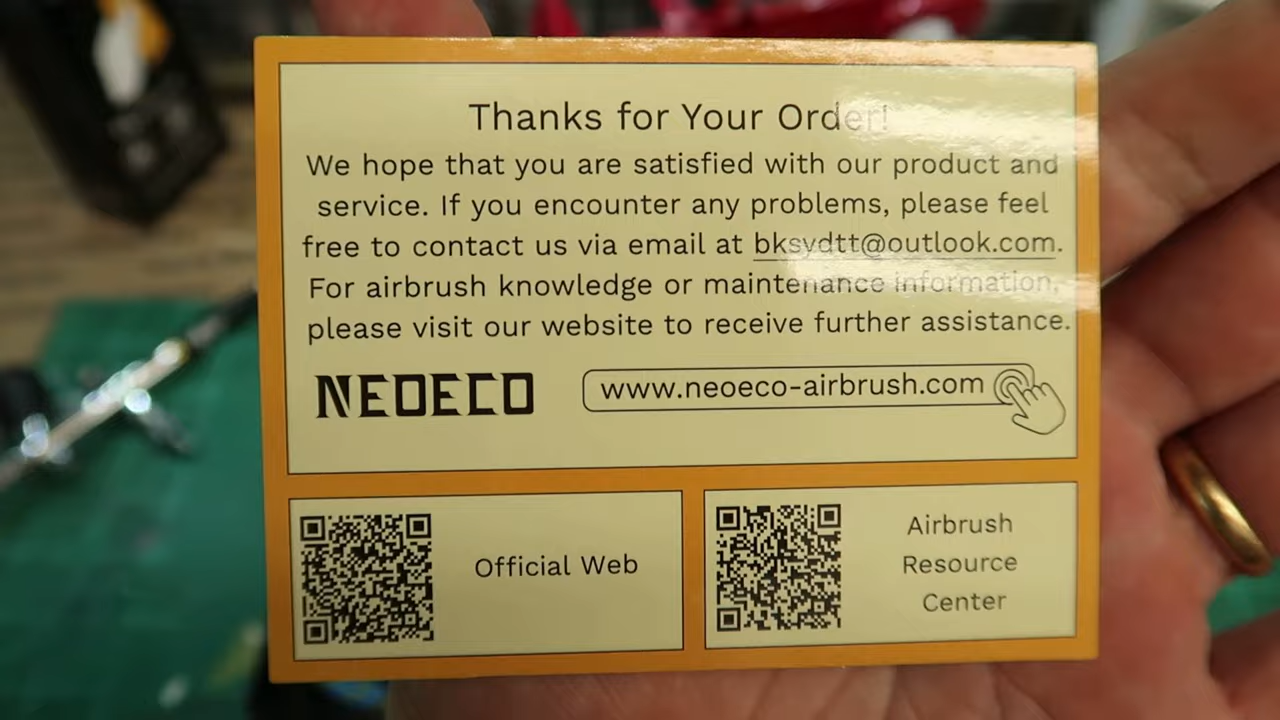 Thanks for Your Order!
We hope that you are satisfied with our product and
service. If you encounter any problems, please feel
free to contact us via email at bksydtt@outlook.com.
For airbrush knowledge or maintenance information,
please visit our website to receive further assistance.
NEOECO
www.neoeco-airbrush.com
Official Web
Airbrush
Resource
Center